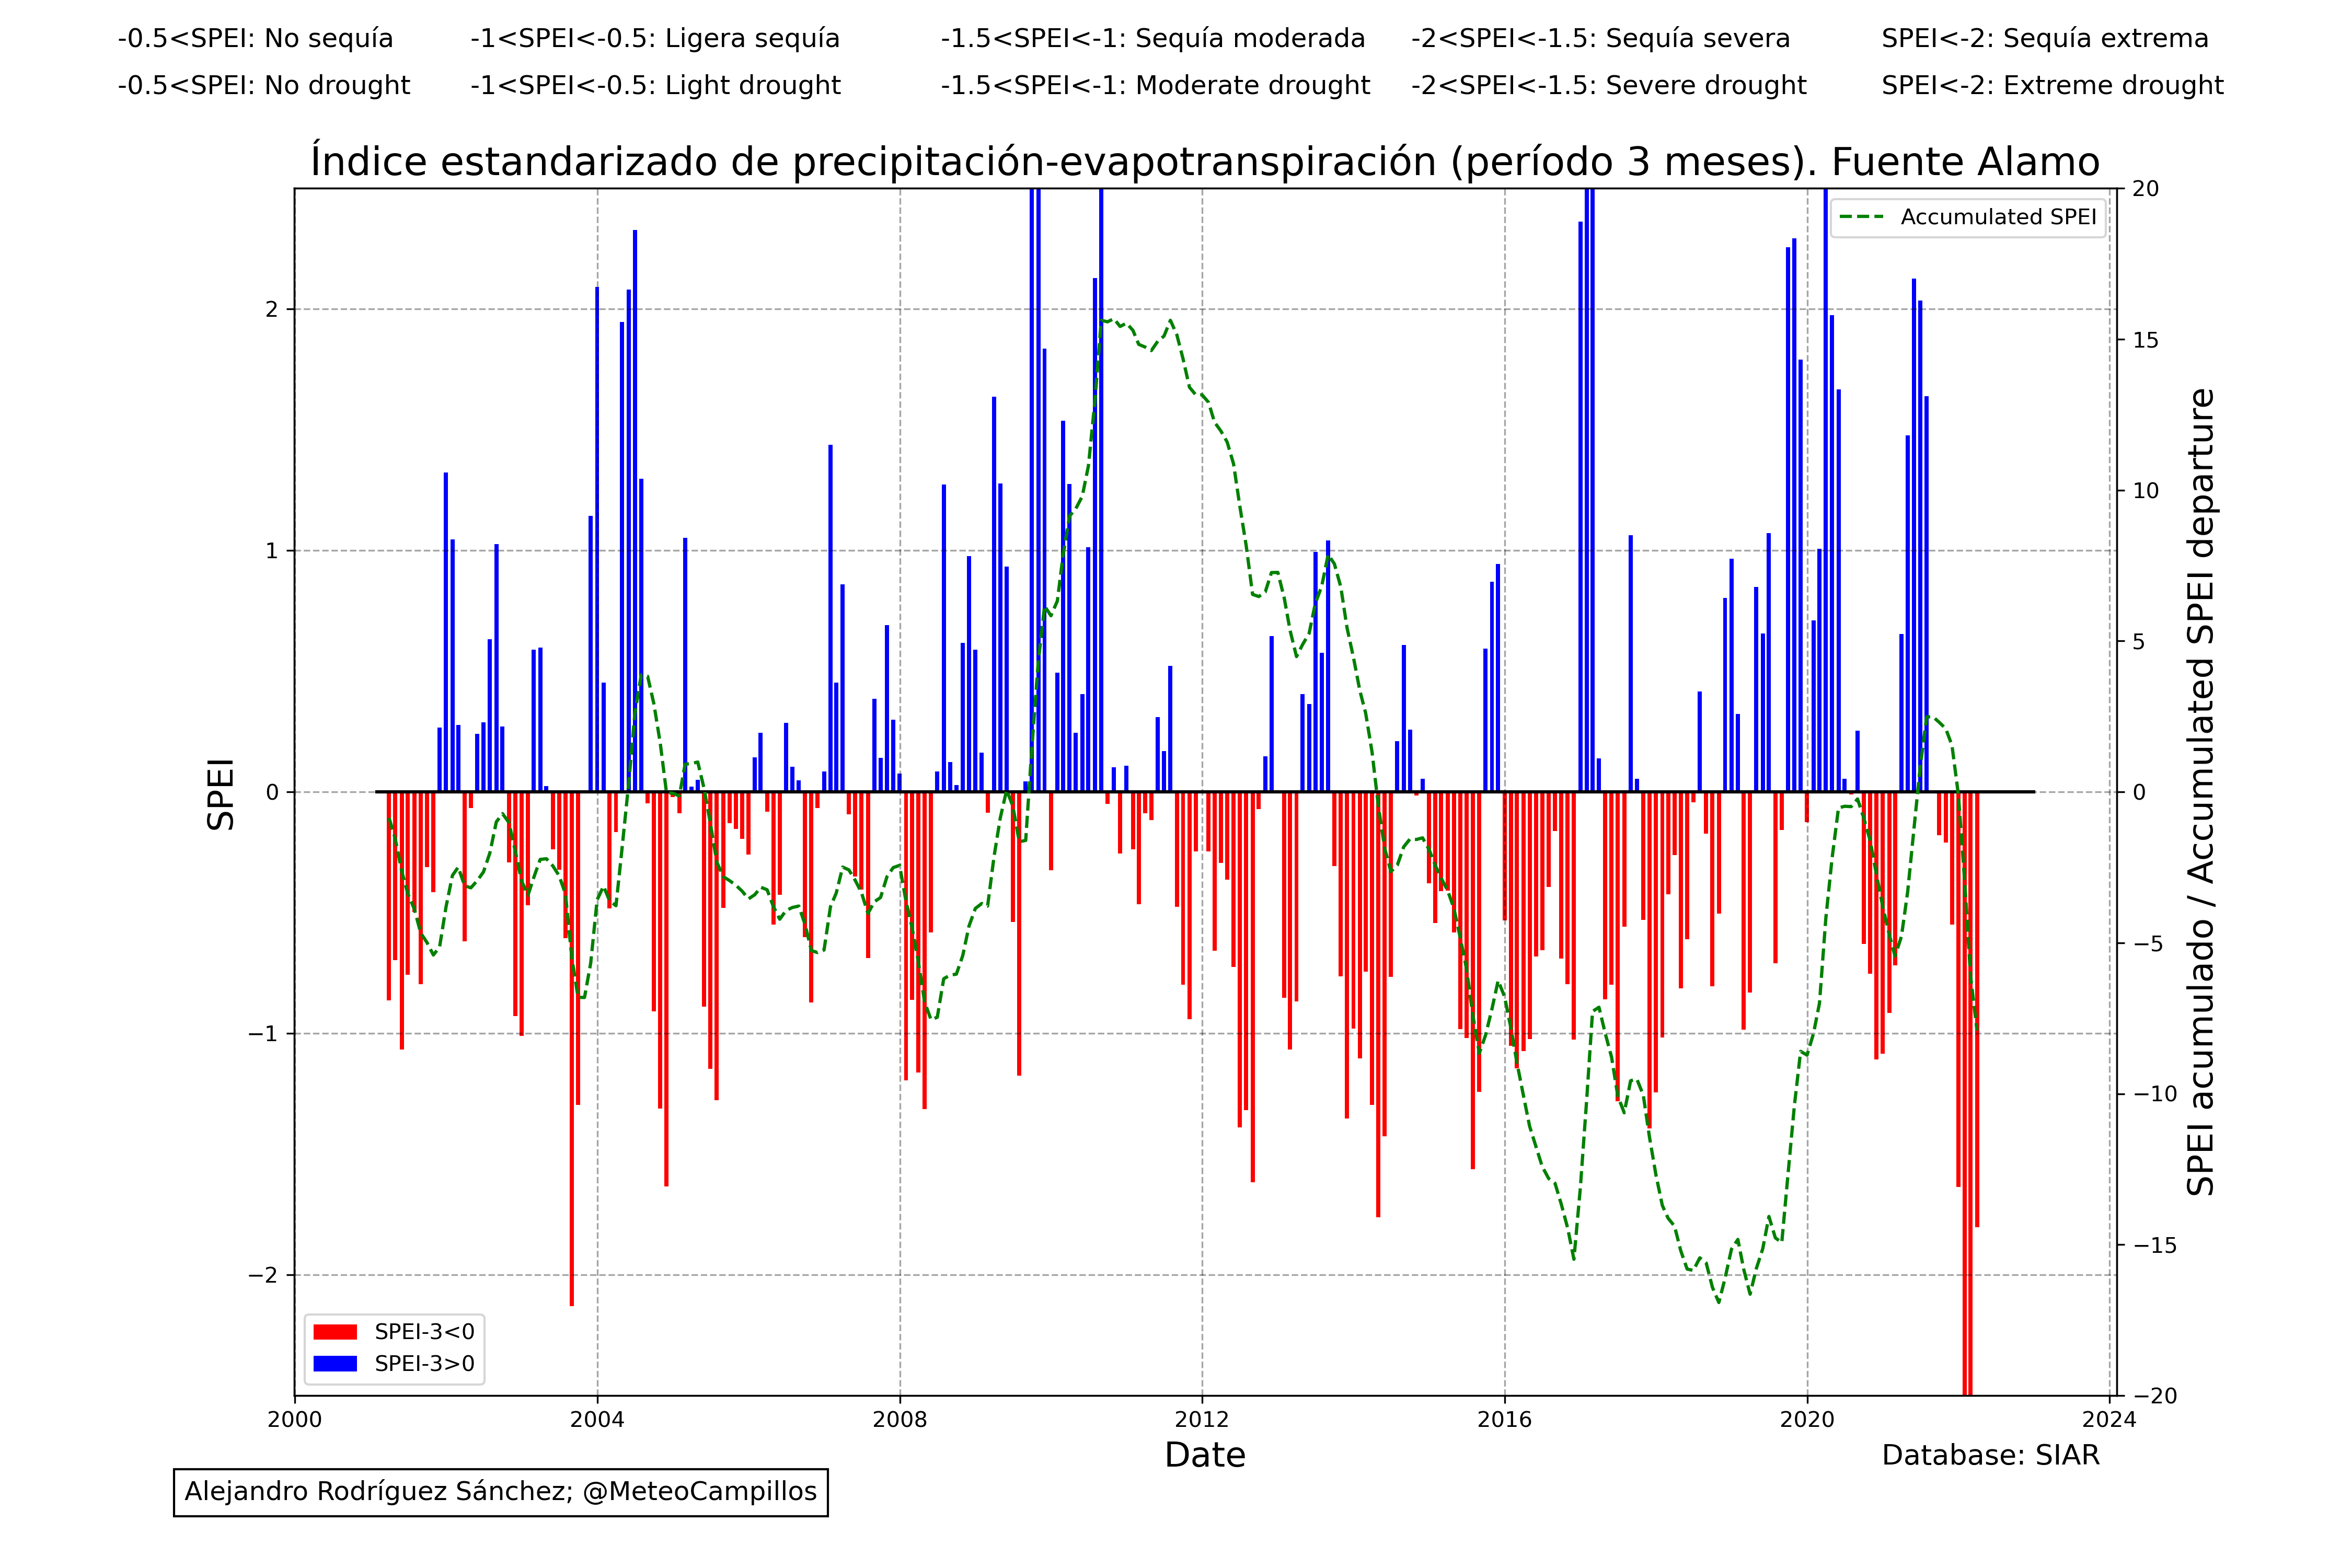 -0.5<SPEI: No sequía -1<SPEI<-0.5: Ligera sequía -1.5<SPEI<-1: Sequía moderada -2<SPEI<-1.5: Sequía severa SPEI<-2: Sequía extrema
-0.5<SPEI: No drought -1<SPEI<-0.5: Light drought -1.5<SPEI<-1: Moderate drought -2<SPEI<-1.5: Severe drought SPEI<-2: Extreme drought
Índice estandarizado de precipitación-evapotranspiración (período 3 meses). Fuente Alamo
Accumulated SPEI
SPEI
2
1
0
−1
−2
20
15
10
5
0
−5
−10
−15
−20
SPEI acumulado / Accumulated SPEI departure
SPEI-3<0
SPEI-3>0
2000 2004 2008 2012 2016 2020 2024
Date
Database: SIAR
Alejandro Rodríguez Sánchez; @MeteoCampillos